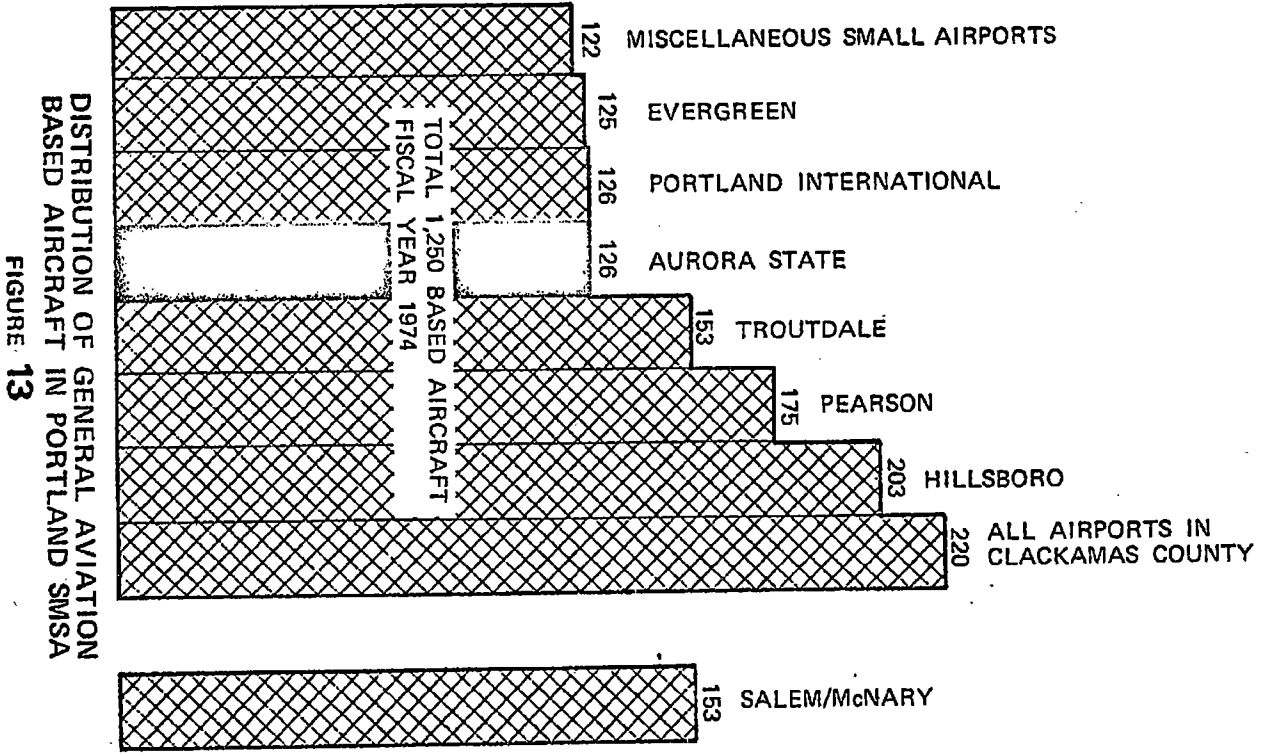 122 MISCELLANEOUS SMALL AIRPORTS
125 EVERGREEN
126 PORTLAND INTERNATIONAL
126 AURORA STATE
153 TROUTDALE
175 PEARSON
203 HILLSBORO
220 ALL AIRPORTS IN
CLACKAMAS COUNTY
153 SALEM/McNARY
TOTAL 1,250 BASED AIRCRAFT
FISCAL YEAR 1974
DISTRIBUTION OF GENERAL AVIATION
BASED AIRCRAFT IN PORTLAND SMSA
FIGURE 13